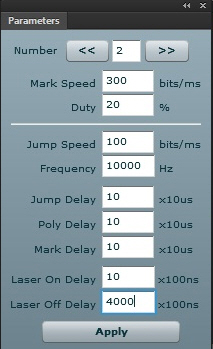 Parameters
Number << 2 >>
Mark Speed 300 bits/ms
Duty 20 %
Jump Speed 100 bits/ms
Frequency 10000 Hz
Jump Delay 10 x10us
Poly Delay 10 x10us
Mark Delay 10 x10us
Laser On Delay 10 x100ns
Laser Off Delay 4000 x100ns
Apply